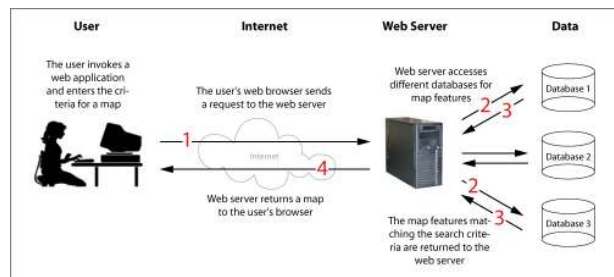 User
Internet
Web Server
Data
The user invokes a
web application
and enters the cri-
teria for a map
The user's web browser sends
a request to the web server
Web server accesses
different databases for
map features
1
Internet
4
Web server returns a map
to the user's browser
2
3
2
3
The map features mat-
ching the search crite-
ria are returned to the
web server
Database 1
Database 2
Database 3